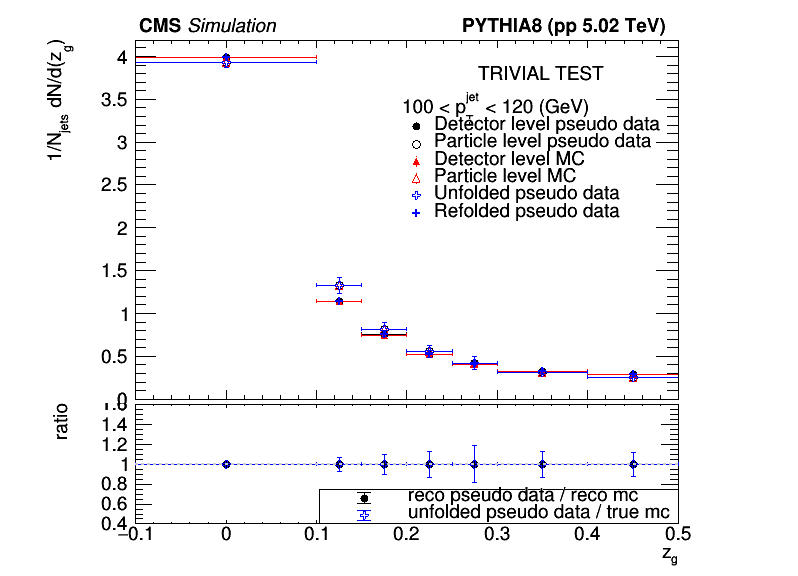 CMS Simulation
PYTHIA8 (pp 5.02 TeV)
1/N_jets dN/d(z_g)
4
3.5
3
2.5
2
1.5
1
0.5
0
TRIVIAL TEST
100 < p_T^jet < 120 (GeV)
Detector level pseudo data
Particle level pseudo data
Detector level MC
Particle level MC
Unfolded pseudo data
Refolded pseudo data
ratio
1.6
1.4
1.2
1
0.8
0.6
0.4
reco pseudo data / reco mc
unfolded pseudo data / true mc
−0.1 0 0.1 0.2 0.3 0.4 0.5
z_g